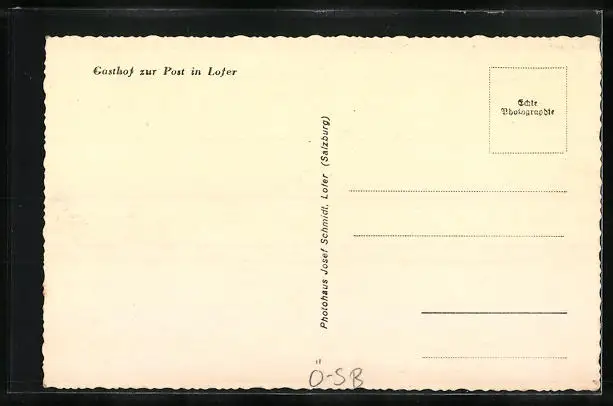 Gasthof zur Post in Lofer
Echte
Photographie
Photohaus Josef Schmidt, Lofer (Salzburg)
Ö-SB